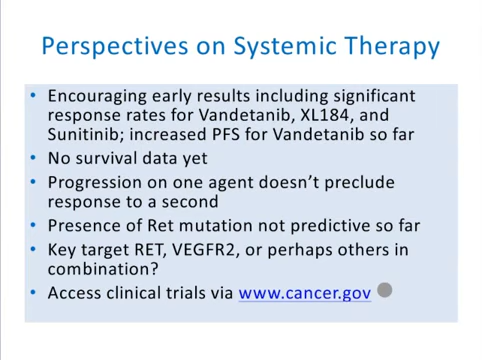 Perspectives on Systemic Therapy
• Encouraging early results including significant
response rates for Vandetanib, XL184, and
Sunitinib; increased PFS for Vandetanib so far
• No survival data yet
• Progression on one agent doesn't preclude
response to a second
• Presence of Ret mutation not predictive so far
• Key target RET, VEGFR2, or perhaps others in
combination?
• Access clinical trials via www.cancer.gov